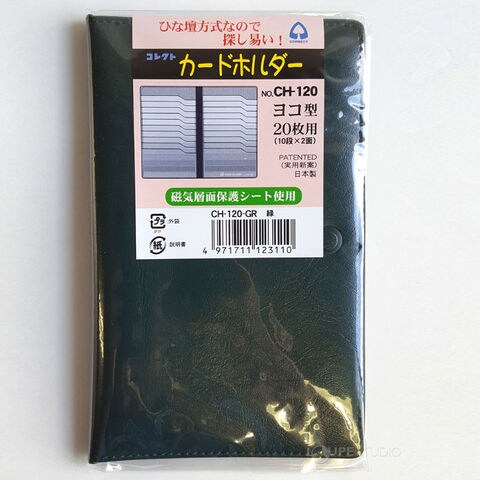 ひな壇方式なので
探し易い！
コレクト
カードホルダー
NO.CH-120
ヨコ型
20枚用
(10段×2面)
PATENTED
(実用新案)
日本製
磁気層面保護シート使用
CH-120-GR 緑
プラ 外袋
紙 説明書
4 971711 123110